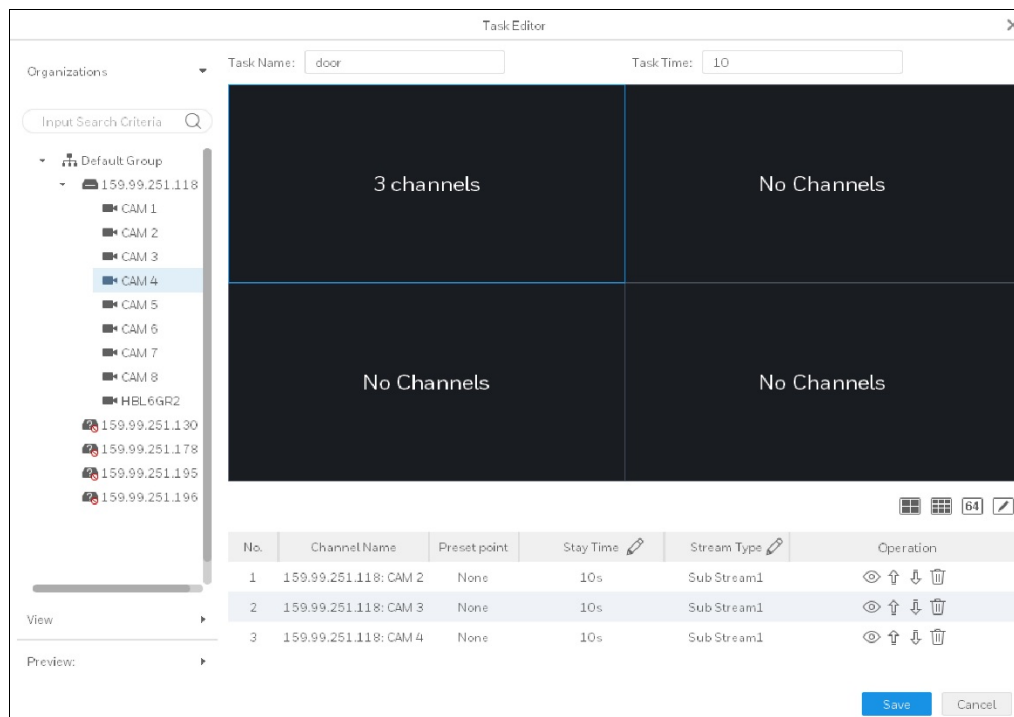 Task Editor
Organizations
Task Name: door Task Time: 10
Input Search Criteria
Default Group
159.99.251.118
CAM 1
CAM 2
CAM 3
CAM 4
CAM 5
CAM 6
CAM 7
CAM 8
HBL6GR2
159.99.251.130
159.99.251.178
159.99.251.195
159.99.251.196
View
Preview:
3 channels No Channels
No Channels No Channels
64
No. Channel Name Preset point Stay Time Stream Type Operation
1 159.99.251.118: CAM 2 None 10s Sub Stream1
2 159.99.251.118: CAM 3 None 10s Sub Stream1
3 159.99.251.118: CAM 4 None 10s Sub Stream1
Save Cancel